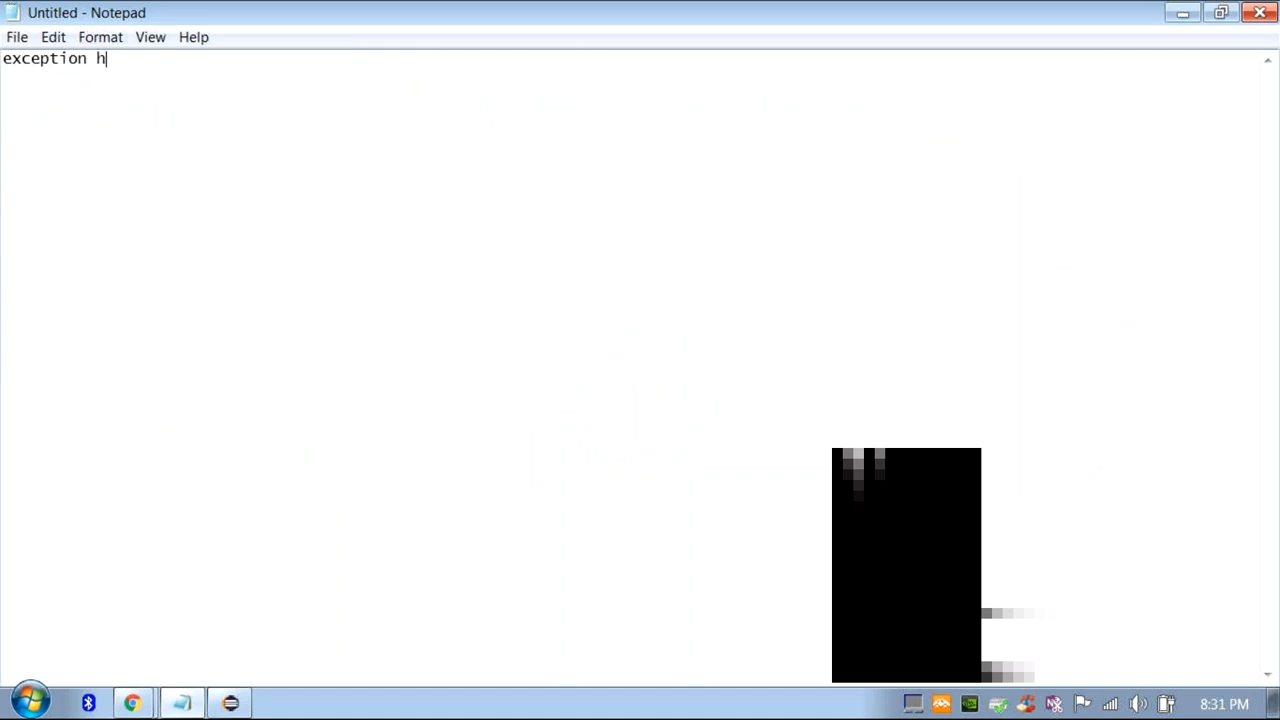 Untitled - Notepad
File Edit Format View Help
exception h
8:31 PM